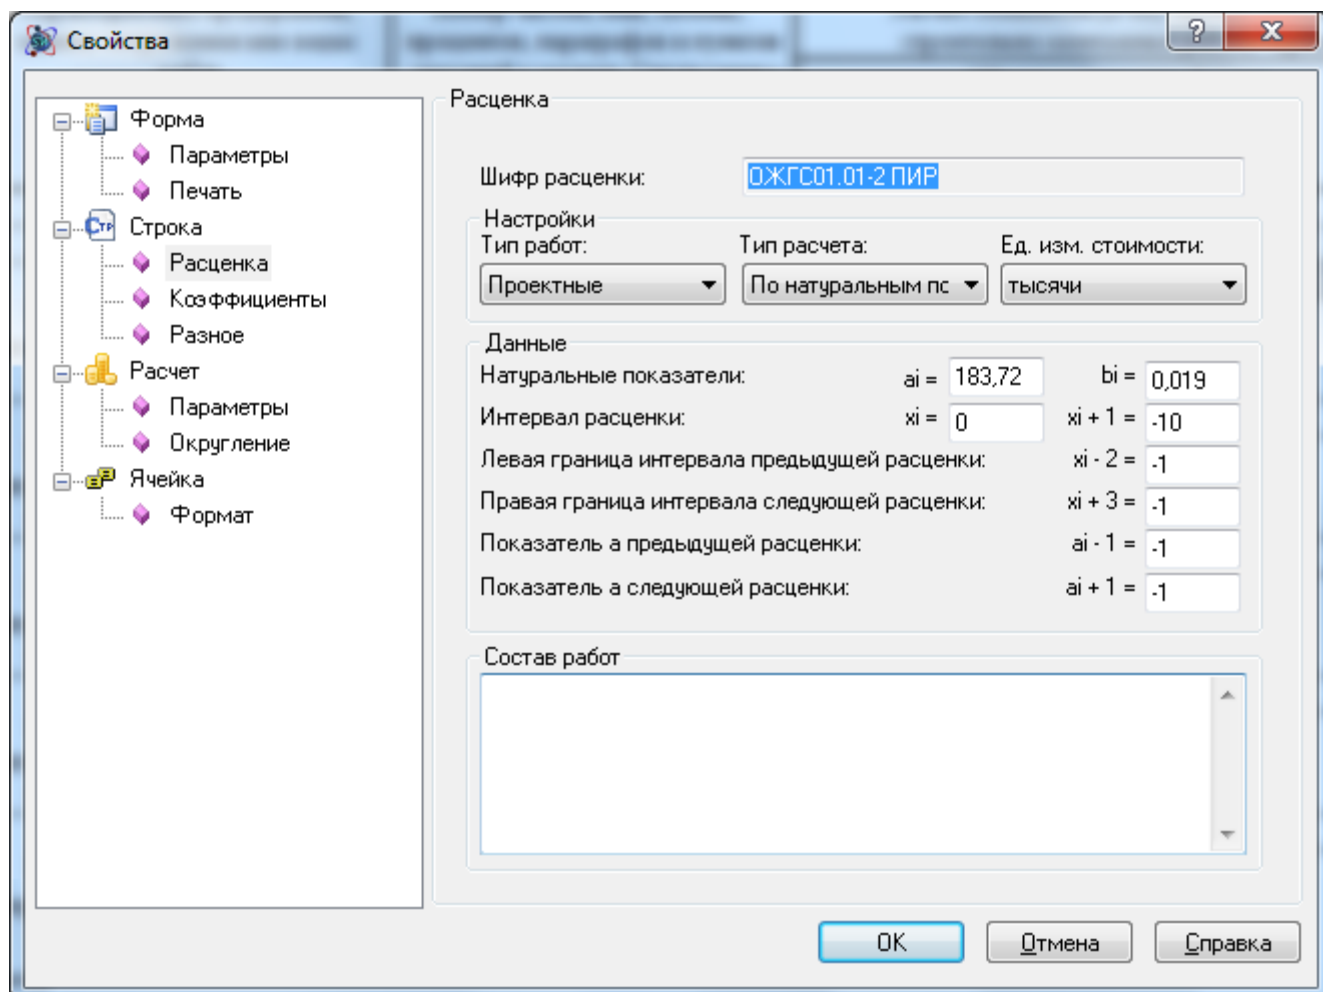 Свойства
Форма
Параметры
Печать
Стр Строка
Расценка
Коэффициенты
Разное
Расчет
Параметры
Округление
Ячейка
Формат
Расценка
Шифр расценки: ОЖГС01.01-2 ПИР
Настройки
Тип работ: Тип расчета: Ед. изм. стоимости:
Проектные По натуральным пс тысячи
Данные
Натуральные показатели: ai = 183,72 bi = 0,019
Интервал расценки: xi = 0 xi + 1 = -10
Левая граница интервала предыдущей расценки: xi - 2 = -1
Правая граница интервала следующей расценки: xi + 3 = -1
Показатель а предыдущей расценки: ai - 1 = -1
Показатель а следующей расценки: ai + 1 = -1
Состав работ
OK Отмена Справка